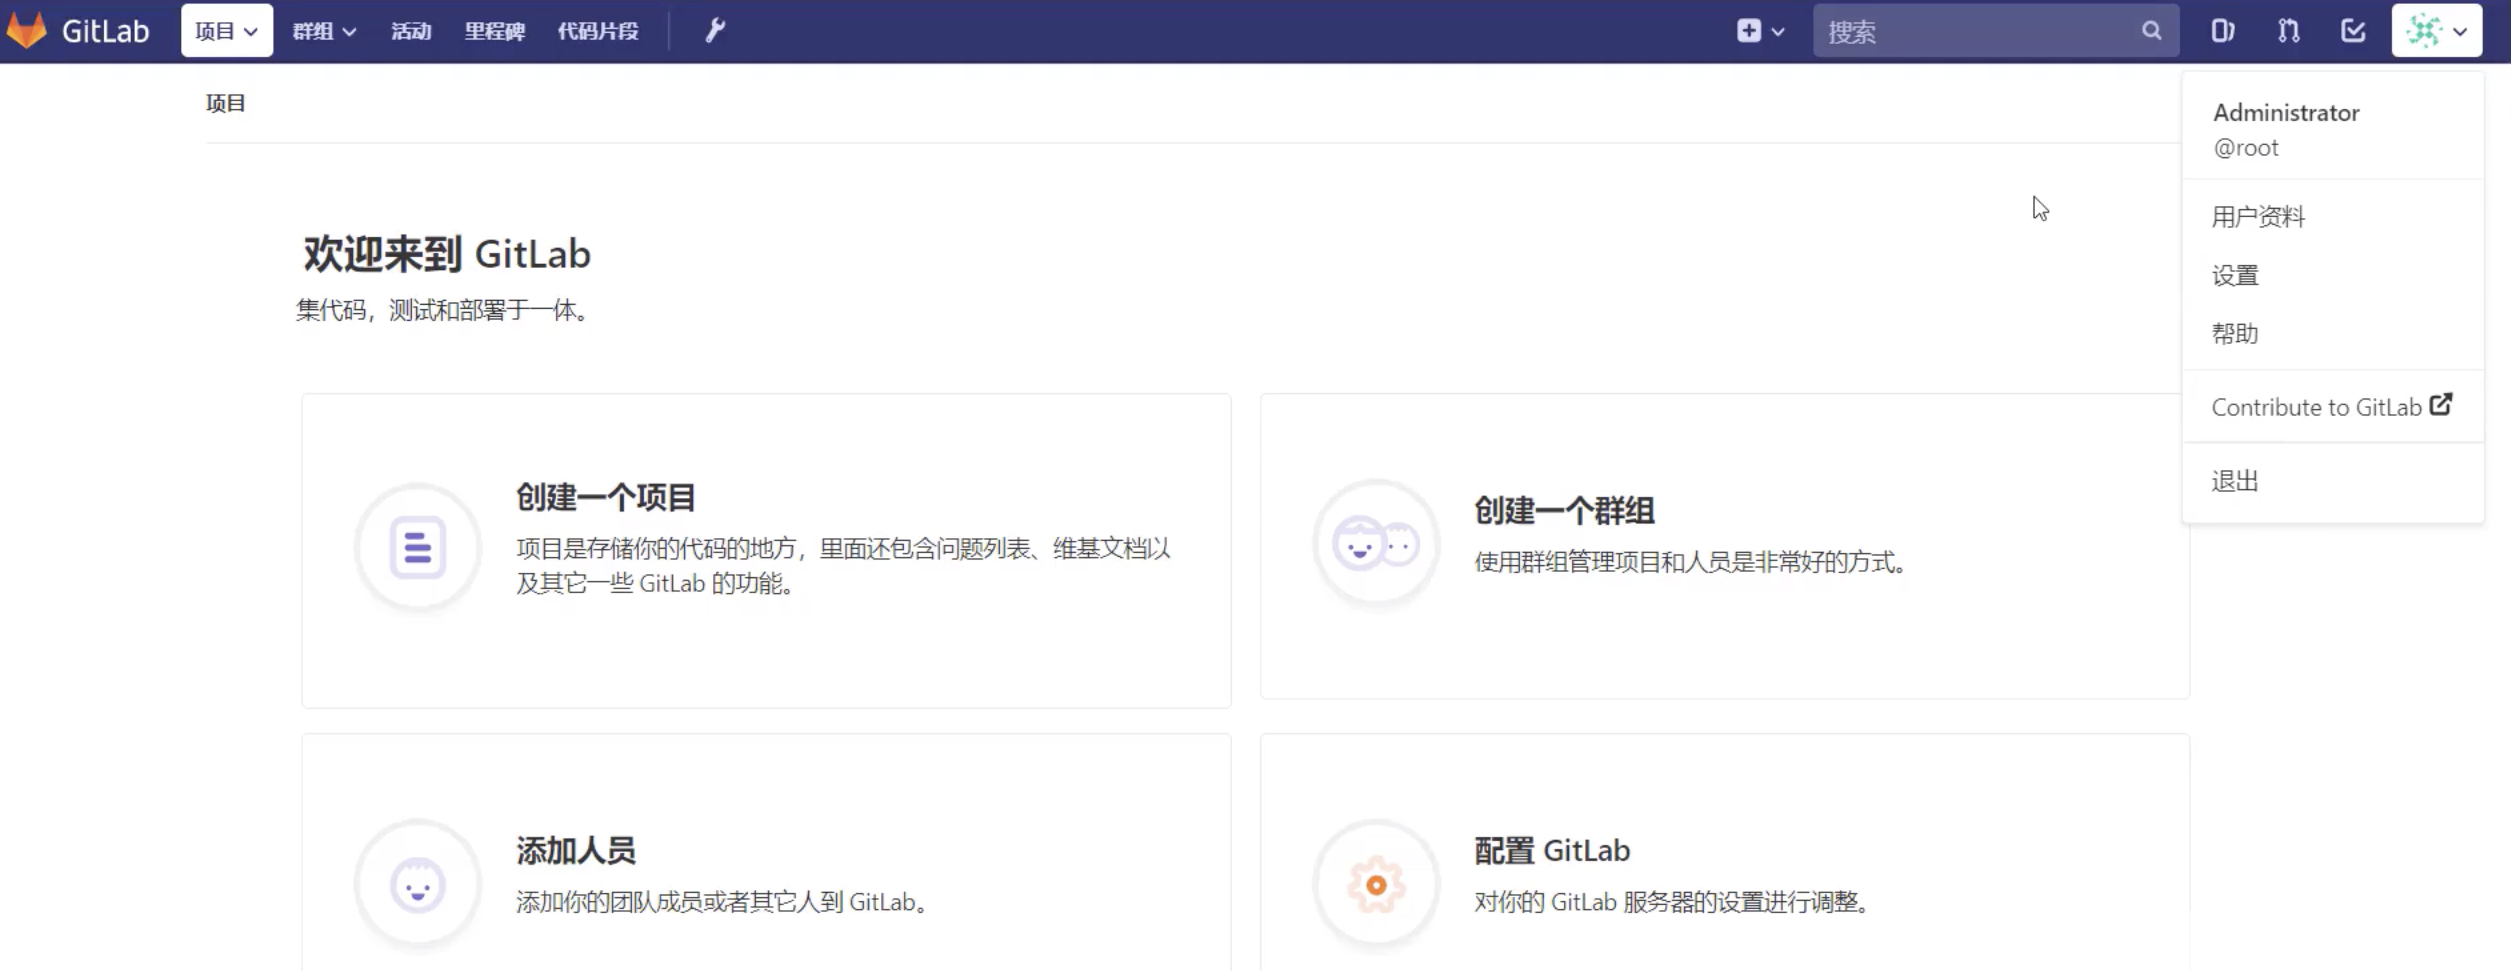 GitLab 项目 群组 活动 里程碑 代码片段 搜索
项目
Administrator
@root
用户资料
设置
帮助
Contribute to GitLab
退出
欢迎来到 GitLab
集代码，测试和部署于一体。
创建一个项目
项目是存储你的代码的地方，里面还包含问题列表、维基文档以
及其它一些 GitLab 的功能。
创建一个群组
使用群组管理项目和人员是非常好的方式。
添加人员
添加你的团队成员或者其它人到 GitLab。
配置 GitLab
对你的 GitLab 服务器的设置进行调整。